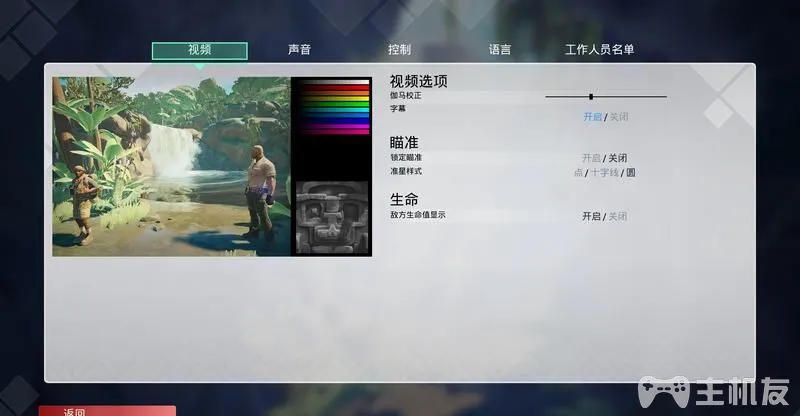 视频 声音 控制 语言 工作人员名单
视频选项
伽马校正
字幕
开启/关闭
瞄准
锁定瞄准 开启/关闭
准星样式 点/十字线/圆
生命
敌方生命值显示 开启/关闭
返回
主机友